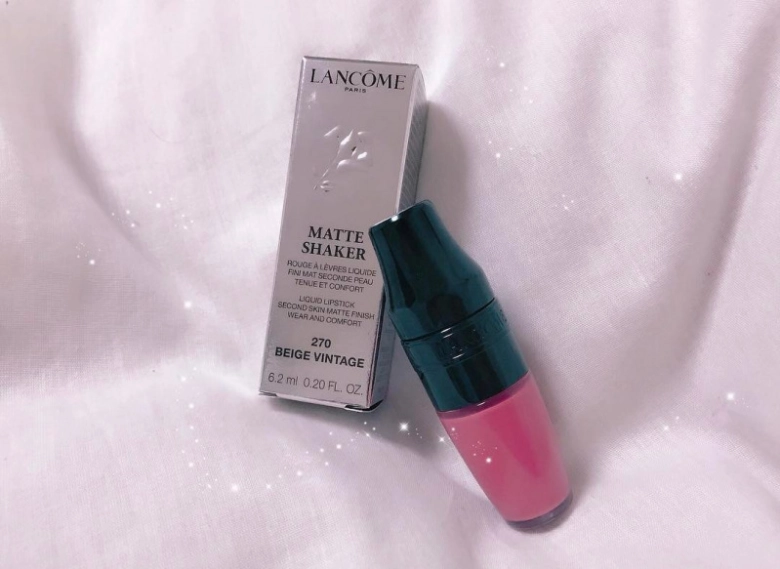 LANCÔME
PARIS
MATTE
SHAKER
ROUGE À LÈVRES LIQUIDE
FINI MAT SECONDE PEAU
TENUE ET CONFORT
LIQUID LIPSTICK
SECOND SKIN MATTE FINISH
WEAR AND COMFORT
270
BEIGE VINTAGE
6.2 ml 0.20 FL. OZ.